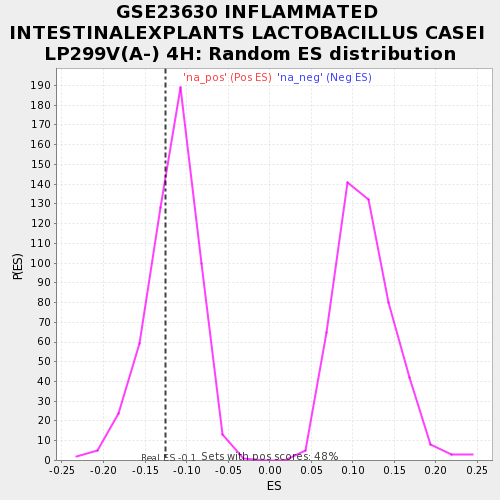 GSE23630 INFLAMMATED
INTESTINALEXPLANTS LACTOBACILLUS CASEI
LP299V(A-) 4H: Random ES distribution
'na_pos' (Pos ES) 'na_neg' (Neg ES)
190
180
170
160
150
140
130
120
110
100
90
80
70
60
50
40
30
20
10
0
P(ES)
Real ES -0.1 Sets with pos scores: 48%
-0.25 -0.20 -0.15 -0.10 -0.05 0.00 0.05 0.10 0.15 0.20 0.25
ES